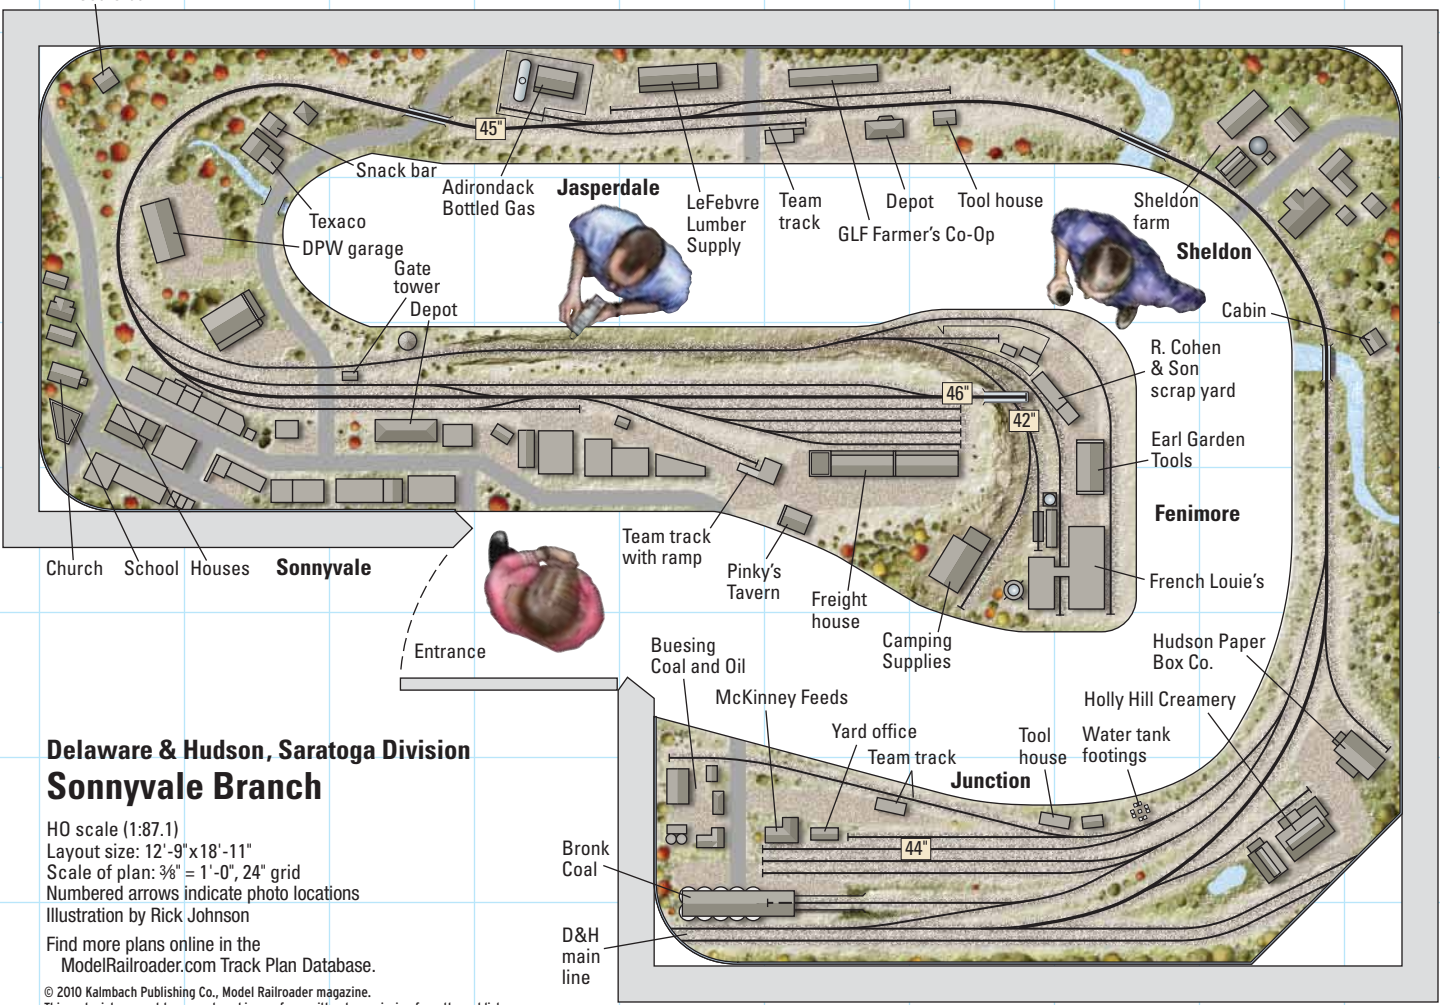 45"
Snack bar
Adirondack
Bottled Gas
Jasperdale
LeFebvre
Lumber
Supply
Team
track
Depot
Tool house
GLF Farmer's Co-Op
Sheldon
farm
Sheldon
Texaco
DPW garage
Gate
tower
Depot
Cabin
R. Cohen
& Son
scrap yard
46"
42"
Earl Garden
Tools
Fenimore
French Louie's
Team track
with ramp
Pinky's
Tavern
Freight
house
Camping
Supplies
Church
School
Houses
Sonnyvale
Entrance
Buesing
Coal and Oil
McKinney Feeds
Yard office
Team track
Junction
Tool
house
Water tank
footings
Holly Hill Creamery
Hudson Paper
Box Co.
44"
Bronk
Coal
D&H
main
line
Delaware & Hudson, Saratoga Division
Sonnyvale Branch
HO scale (1:87.1)
Layout size: 12'-9"x18'-11"
Scale of plan: ⅜" = 1'-0", 24" grid
Numbered arrows indicate photo locations
Illustration by Rick Johnson
Find more plans online in the
ModelRailroader.com Track Plan Database.
© 2010 Kalmbach Publishing Co., Model Railroader magazine.